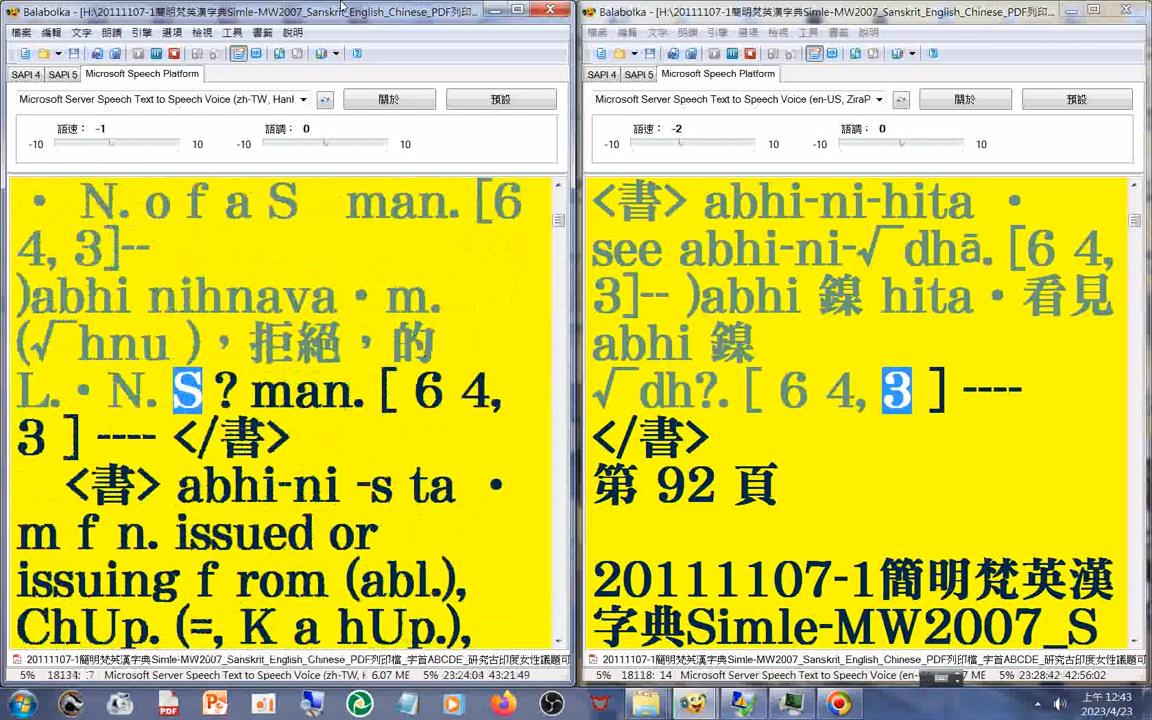 Balabolka - [H:\20111107-1簡明梵英漢字典Simle-MW2007_Sanskrit_English_Chinese_PDF列印...
檔案 編輯 文字 朗讀 引擎 選項 檢視 工具 書籤 說明
SAPI 4 SAPI 5 Microsoft Speech Platform
Microsoft Server Speech Text to Speech Voice (zh-TW, HanI
關於
預設
語速： -1 語調： 0
-10 10 -10 10
• N. o f a S man. [6
4, 3]--
)abhi nihnava • m.
(√ hnu )，拒絕，的
L. • N. S ? man. [ 6 4,
3 ] ---- </書>
<書> abhi-ni -s ta •
m f n. issued or
issuing f rom (abl.),
ChUp. (=, K a hUp.),
20111107-1簡明梵英漢字典Simle-MW2007_Sanskrit_English_Chinese_PDF列印檔_字首ABCDE_研究古印度女性議題可
5% 18134: :7 Microsoft Server Speech Text to Speech Voice (zh-TW, H 6.07 ME 5% 23:24:04 43:21:49
Balabolka - [H:\20111107-1簡明梵英漢字典Simle-MW2007_Sanskrit_English_Chinese_PDF列印...
檔案 編輯 文字 朗讀 引擎 選項 檢視 工具 書籤 說明
SAPI 4 SAPI 5 Microsoft Speech Platform
Microsoft Server Speech Text to Speech Voice (en-US, ZiraP
關於
預設
語速： -2 語調： 0
-10 10 -10 10
<書> abhi-ni-hita •
see abhi-ni-√ dhā. [6 4,
3]-- )abhi 鎳 hita • 看見
abhi 鎳
√ dh?. [ 6 4, 3 ] ----
</書>
第 92 頁
20111107-1簡明梵英漢
字典Simle-MW2007_S
20111107-1簡明梵英漢字典Simle-MW2007_Sanskrit_English_Chinese_PDF列印檔_字首ABCDE_研究古印度女性議題可
5% 18118: 14 Microsoft Server Speech Text to Speech Voice (en-U 5% 23:28:42 42:56:02
上午 12:43
2023/4/23